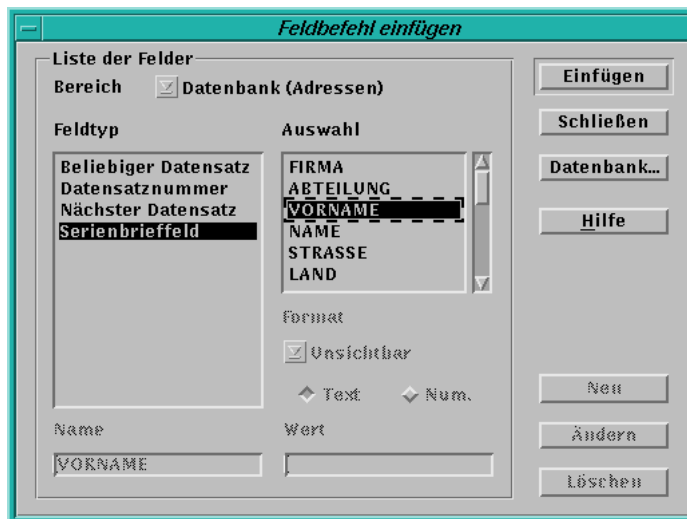 Feldbefehl einfügen
Liste der Felder
Bereich Datenbank (Adressen)
Feldtyp
Beliebiger Datensatz
Datensatznummer
Nächster Datensatz
Serienbrieffeld
Auswahl
FIRMA
ABTEILUNG
VORNAME
NAME
STRASSE
LAND
Format
Unsichtbar
Text Num.
Name
VORNAME
Wert
Einfügen
Schließen
Datenbank...
Hilfe
Neu
Ändern
Löschen